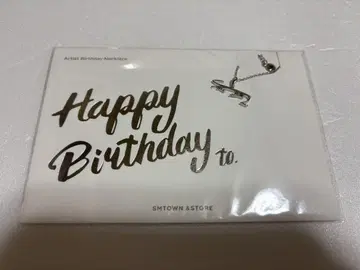 Artist Birthday Necklace
Happy
Birthday to.
SMTOWN &STORE